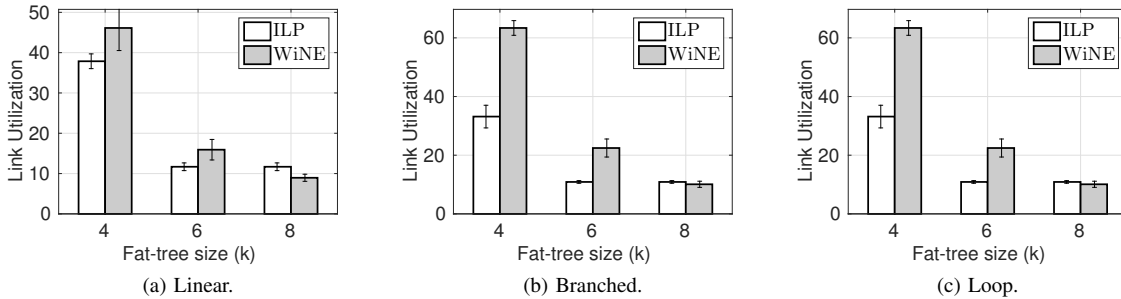 50
40
30
20
10
0
Link Utilization
4 6 8
Fat-tree size (k)
ILP
WiNE
(a) Linear.
60
40
20
0
Link Utilization
4 6 8
Fat-tree size (k)
ILP
WiNE
(b) Branched.
60
40
20
0
Link Utilization
4 6 8
Fat-tree size (k)
ILP
WiNE
(c) Loop.